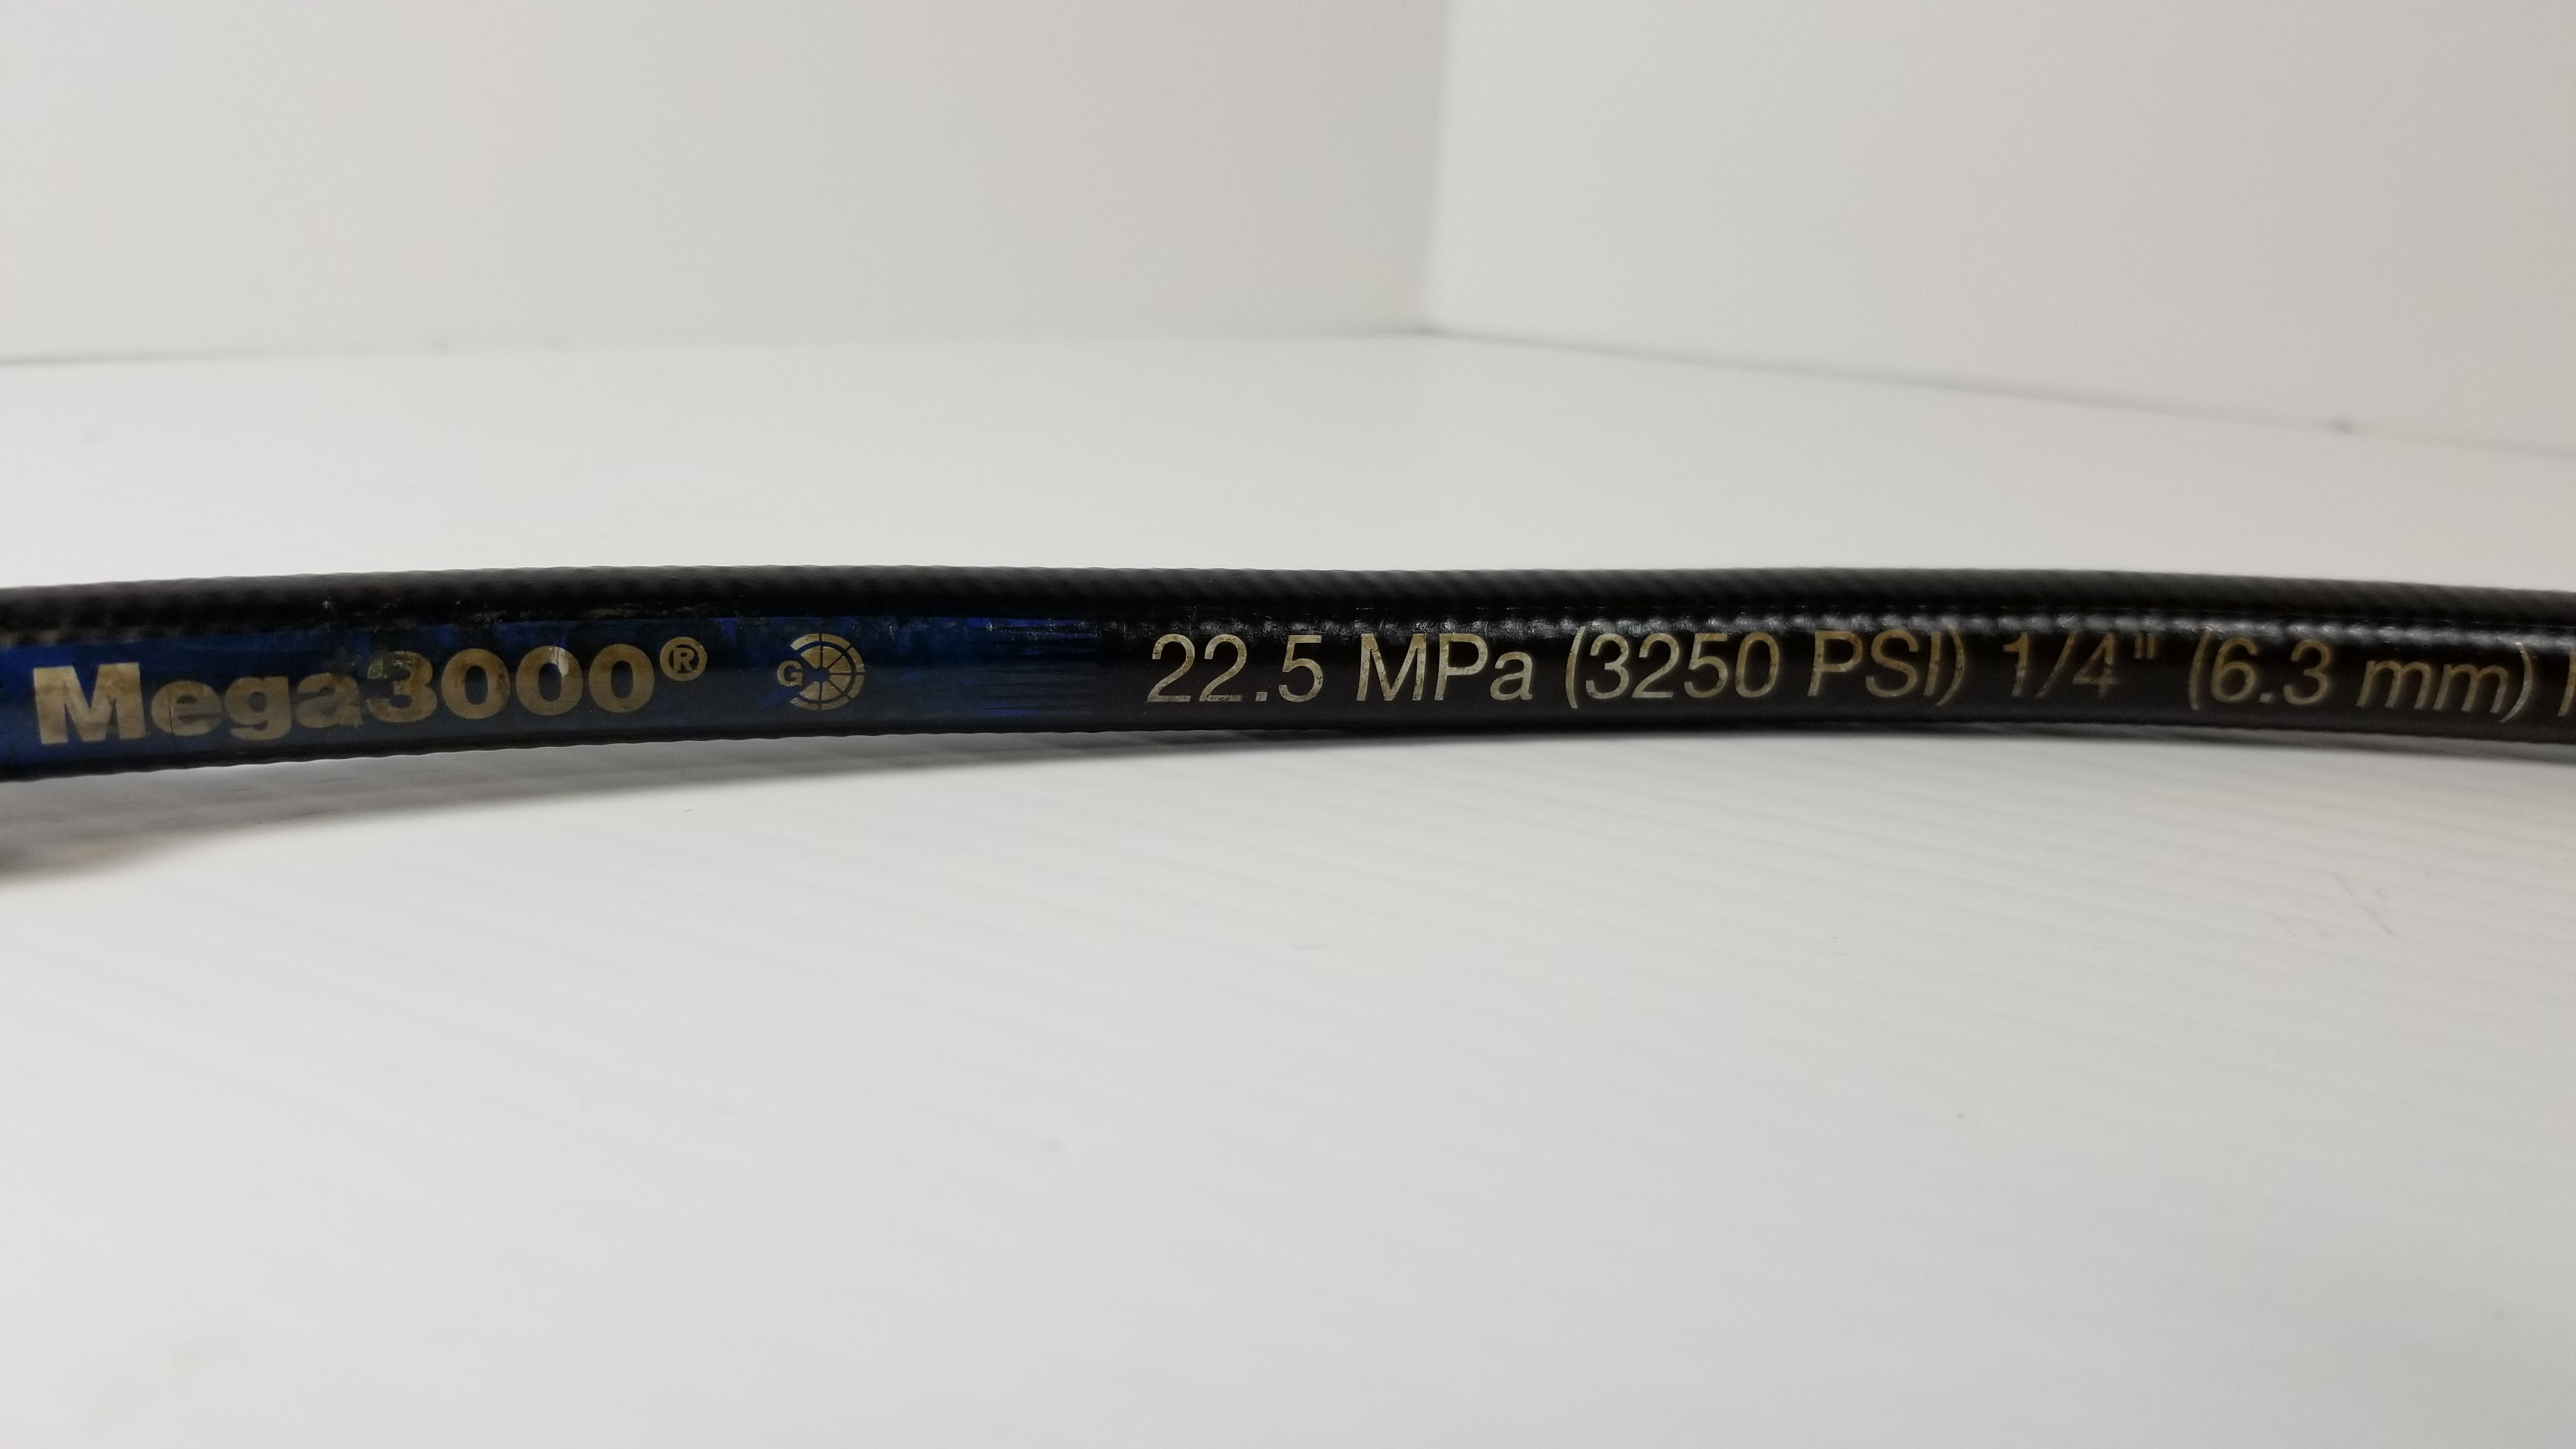 Mega3000® G 22.5 MPa (3250 PSI) 1/4" (6.3 mm)